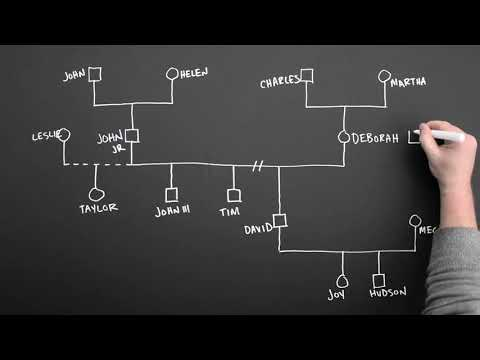 JOHN
HELEN
CHARLES
MARTHA
LESLIE
JOHN
JR.
DEBORAH
TAYLOR
JOHN III
TIM
DAVID
JOY
HUDSON